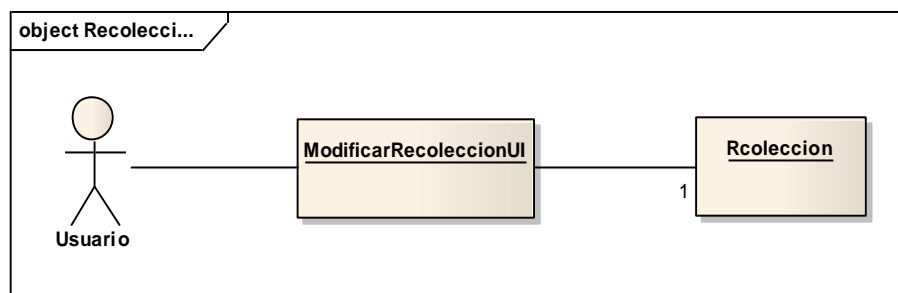 object Recolecci...
ModificarRecoleccionUI
Rcoleccion
1
Usuario